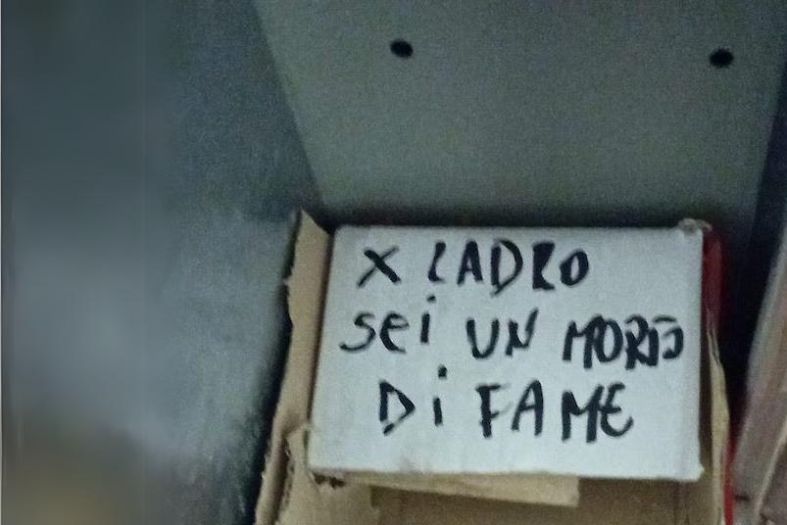 X LADRO
sei UN MORTO
Di FAME